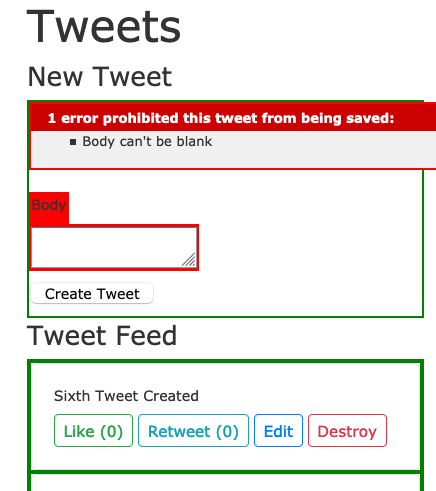 Tweets
New Tweet
1 error prohibited this tweet from being saved:
Body can't be blank
Body
Create Tweet
Tweet Feed
Sixth Tweet Created
Like (0) Retweet (0) Edit Destroy